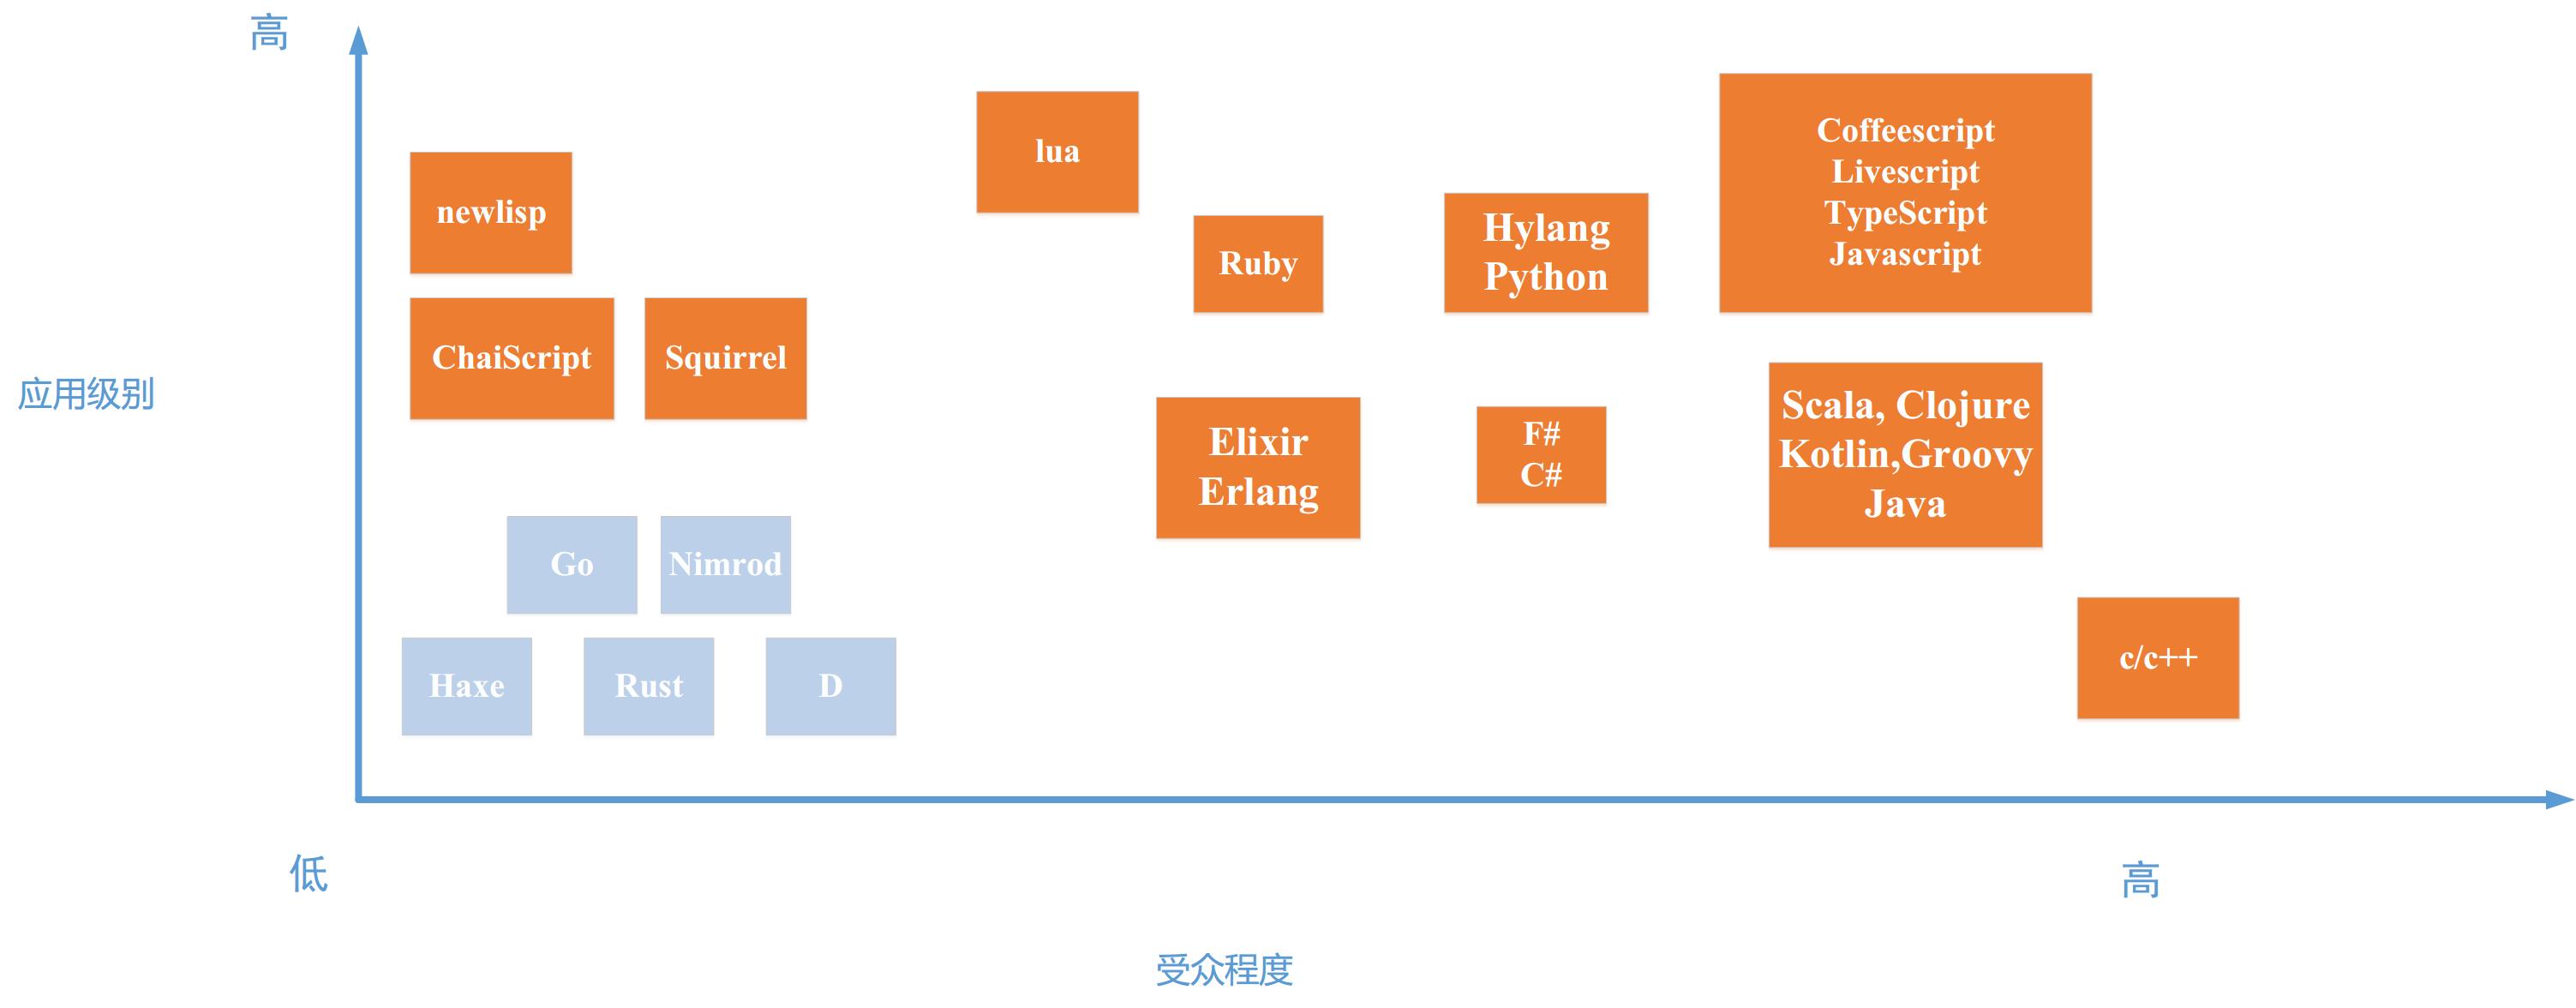 高
lua
Coffeescript
Livescript
TypeScript
Javascript
newlisp
Ruby
Hylang
Python
ChaiScript
Squirrel
应用级别
Elixir
Erlang
F#
C#
Scala, Clojure
Kotlin,Groovy
Java
Go
Nimrod
c/c++
Haxe
Rust
D
低
高
受众程度